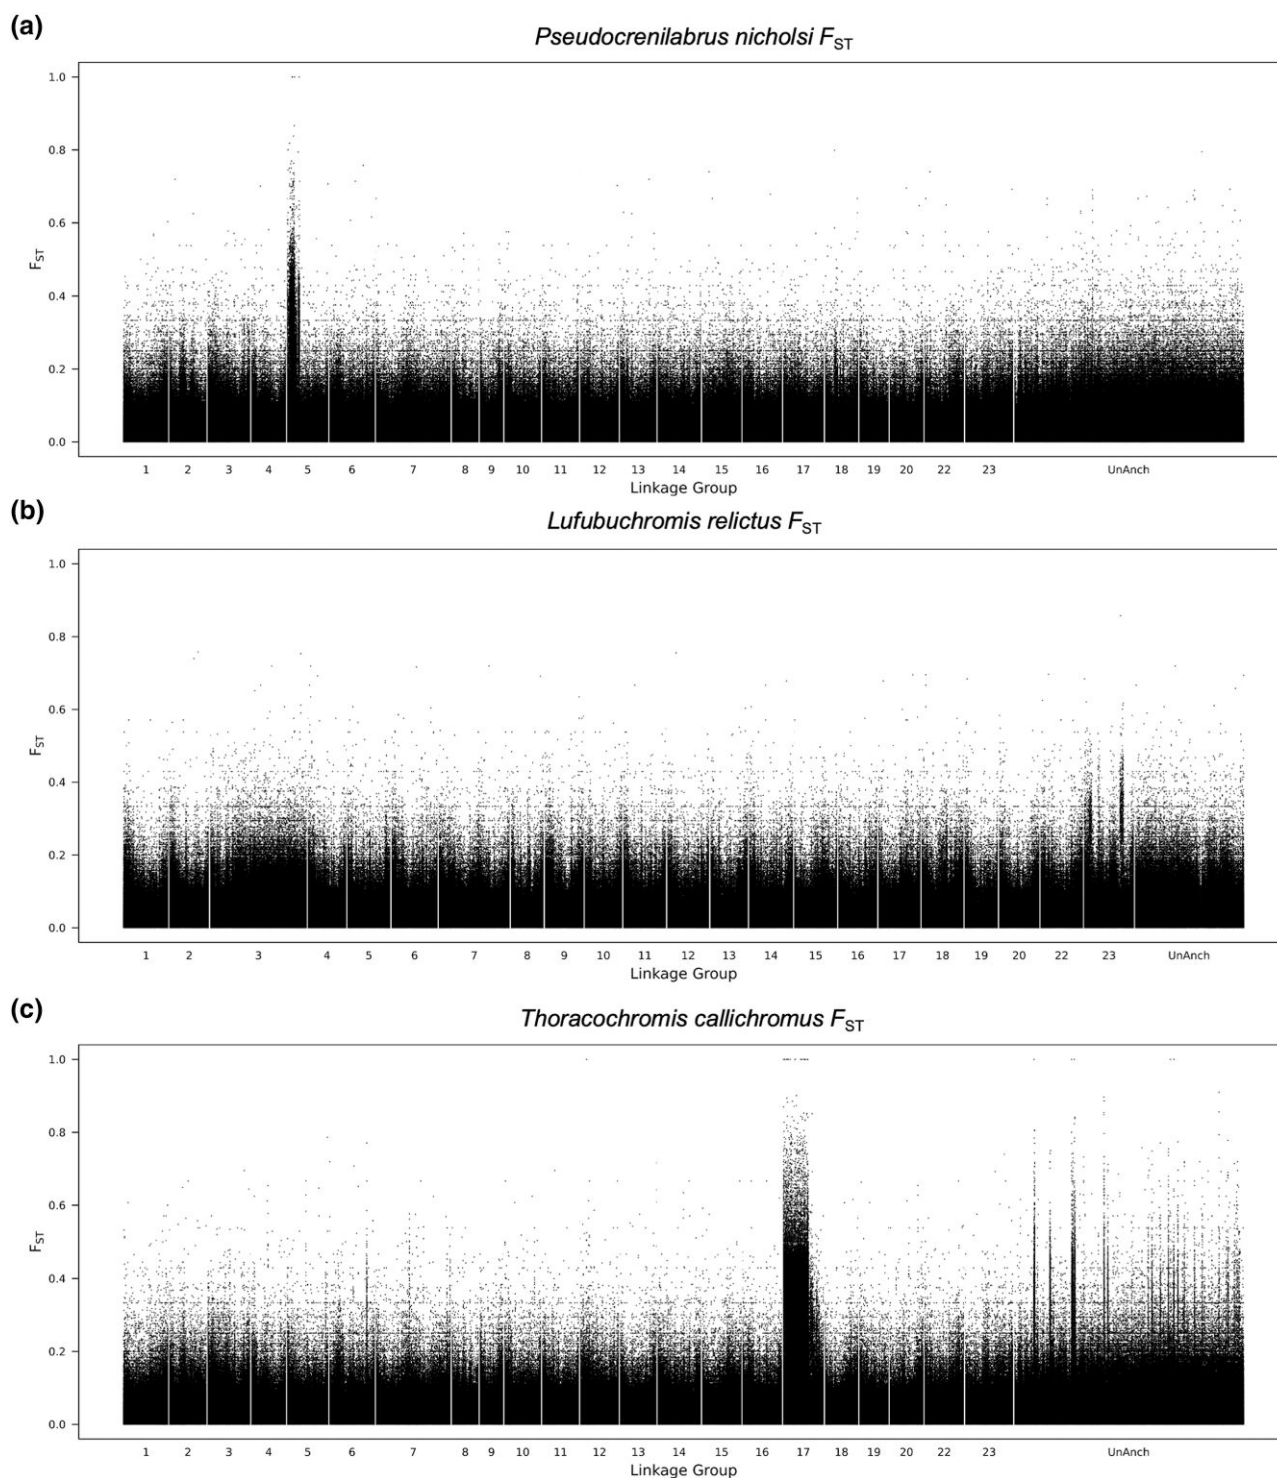 (a)
Pseudocrenilabrus nicholsi FST
1.0
0.8
0.6
0.4
0.2
0.0
FST
1 2 3 4 5 6 7 8 9 10 11 12 13 14 15 16 17 18 19 20 22 23 UnAnch
Linkage Group
(b)
Lufubuchromis relictus FST
1.0
0.8
0.6
0.4
0.2
0.0
FST
1 2 3 4 5 6 7 8 9 10 11 12 13 14 15 16 17 18 19 20 22 23 UnAnch
Linkage Group
(c)
Thoracochromis callichromus FST
1.0
0.8
0.6
0.4
0.2
0.0
FST
1 2 3 4 5 6 7 8 9 10 11 12 13 14 15 16 17 18 19 20 22 23 UnAnch
Linkage Group